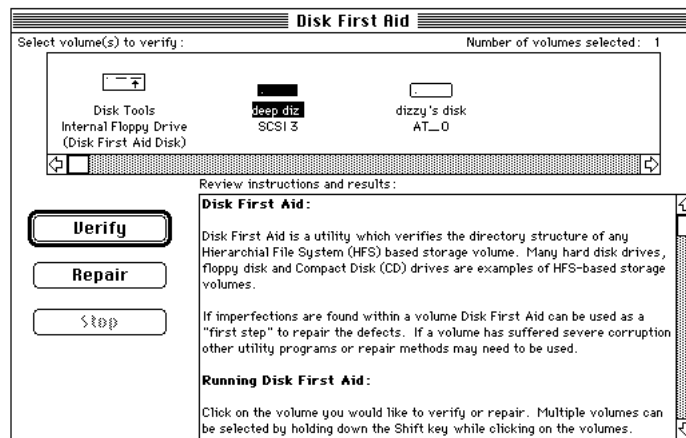 Disk First Aid
Select volume(s) to verify:
Number of volumes selected: 1
Disk Tools
Internal Floppy Drive
(Disk First Aid Disk)
deep diz
SCSI 3
dizzy's disk
AT_0
Review instructions and results:
Verify
Repair
Stop
Disk First Aid:
Disk First Aid is a utility which verifies the directory structure of any
Hierarchial File System (HFS) based storage volume. Many hard disk drives,
floppy disk and Compact Disk (CD) drives are examples of HFS-based storage
volumes.
If imperfections are found within a volume Disk First Aid can be used as a
"first step" to repair the defects. If a volume has suffered severe corruption
other utility programs or repair methods may need to be used.
Running Disk First Aid:
Click on the volume you would like to verify or repair. Multiple volumes can
be selected by holding down the Shift key while clicking on the volumes.